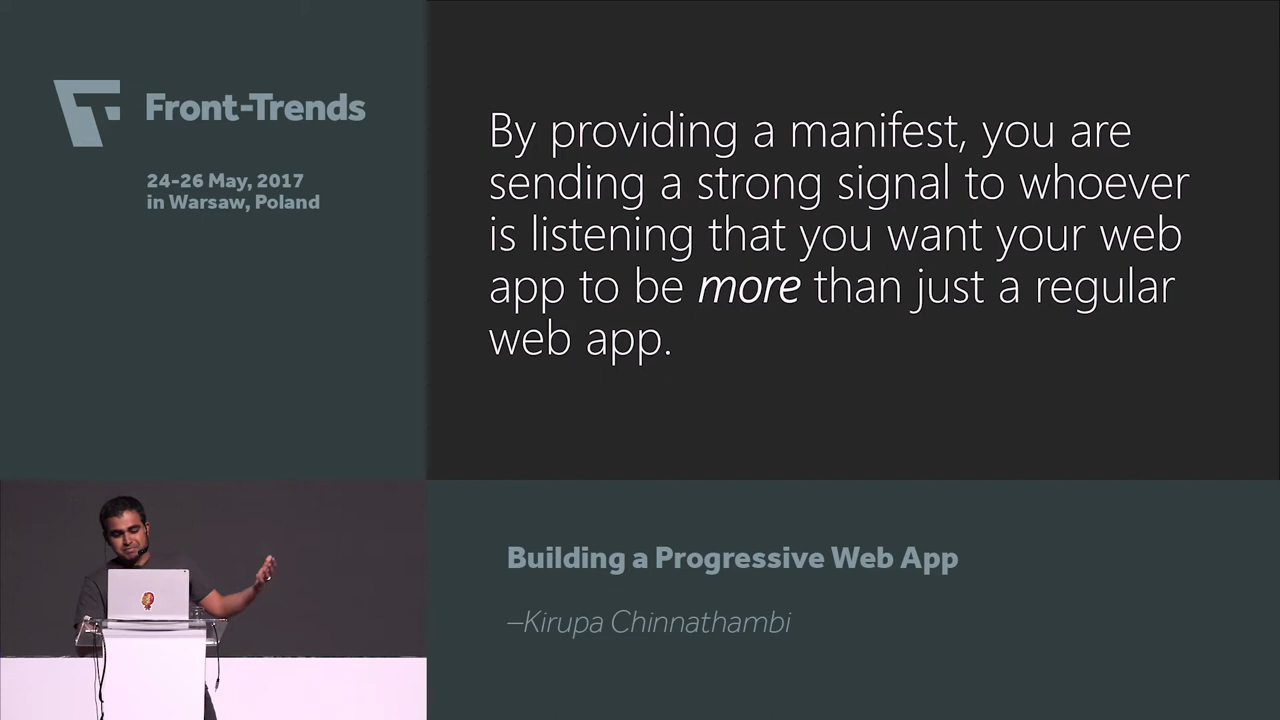 Front-Trends
24-26 May, 2017
in Warsaw, Poland
By providing a manifest, you are
sending a strong signal to whoever
is listening that you want your web
app to be more than just a regular
web app.
Building a Progressive Web App
–Kirupa Chinnathambi